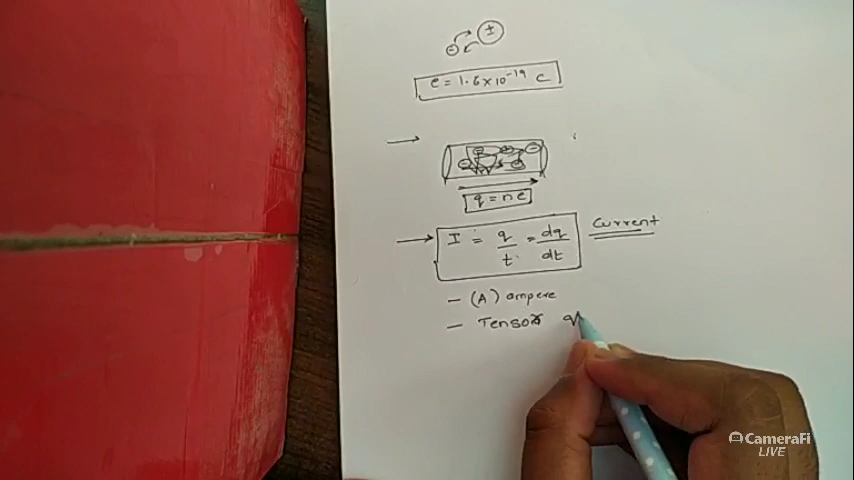 e = 1.6×10⁻¹⁹ C
q = ne
I = q/t = dq/dt Current
- (A) ampere
- Tensor q
CameraFi
LIVE